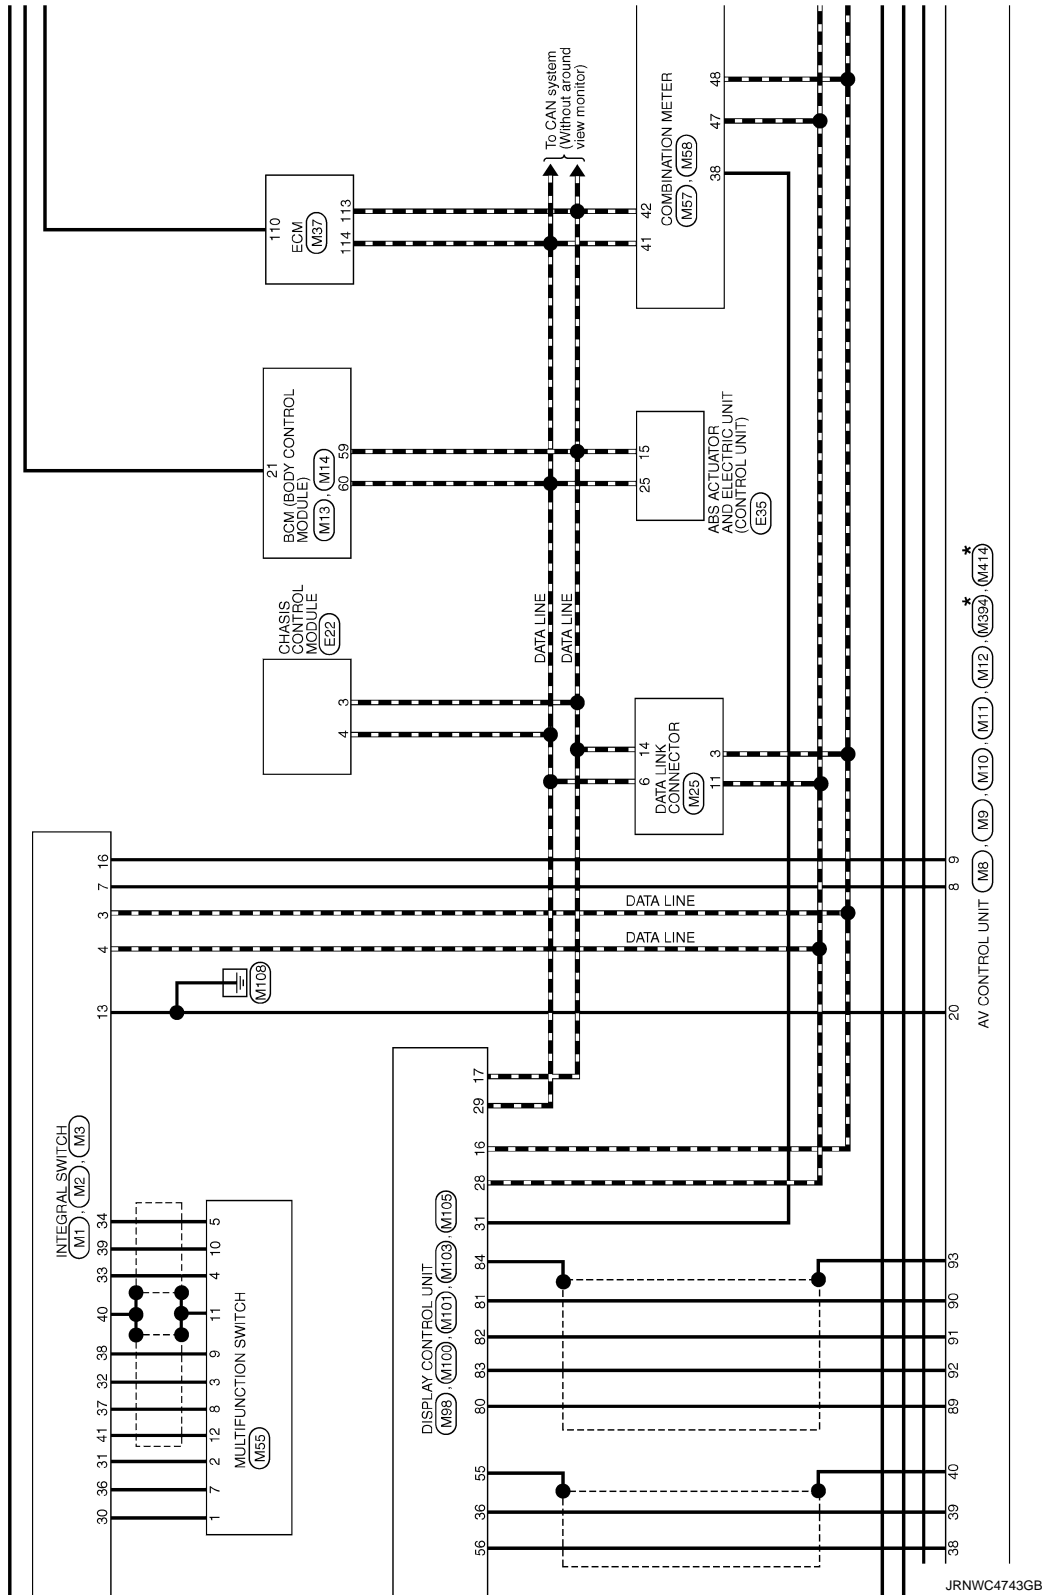 To CAN system
(Without around
view monitor)
110
ECM
M37
113
114
COMBINATION METER
M57 , M58
42
41
48
47
38
21
BCM (BODY CONTROL
MODULE)
M13 , M14
59
60
15
25
ABS ACTUATOR
AND ELECTRIC UNIT
(CONTROL UNIT)
E35
CHASIS
CONTROL
MODULE
E22
3
4
DATA LINE
DATA LINE
14
6
DATA LINK
CONNECTOR
M25
3
11
16
7
3
4
13
DATA LINE
DATA LINE
M108
9
8
20
AV CONTROL UNIT M8 , M9 , M10 , M11 , M12 , M394 * , M414 *
17
29
16
28
31
84
81
82
83
80
55
36
56
DISPLAY CONTROL UNIT
M98 , M100 , M101 , M103 , M105
93
90
91
92
89
40
39
38
INTEGRAL SWITCH
M1 , M2 , M3
34
39
33
40
38
32
37
41
31
36
30
5
10
4
11
9
3
8
12
2
7
1
MULTIFUNCTION SWITCH
M55
JRNWC4743GB